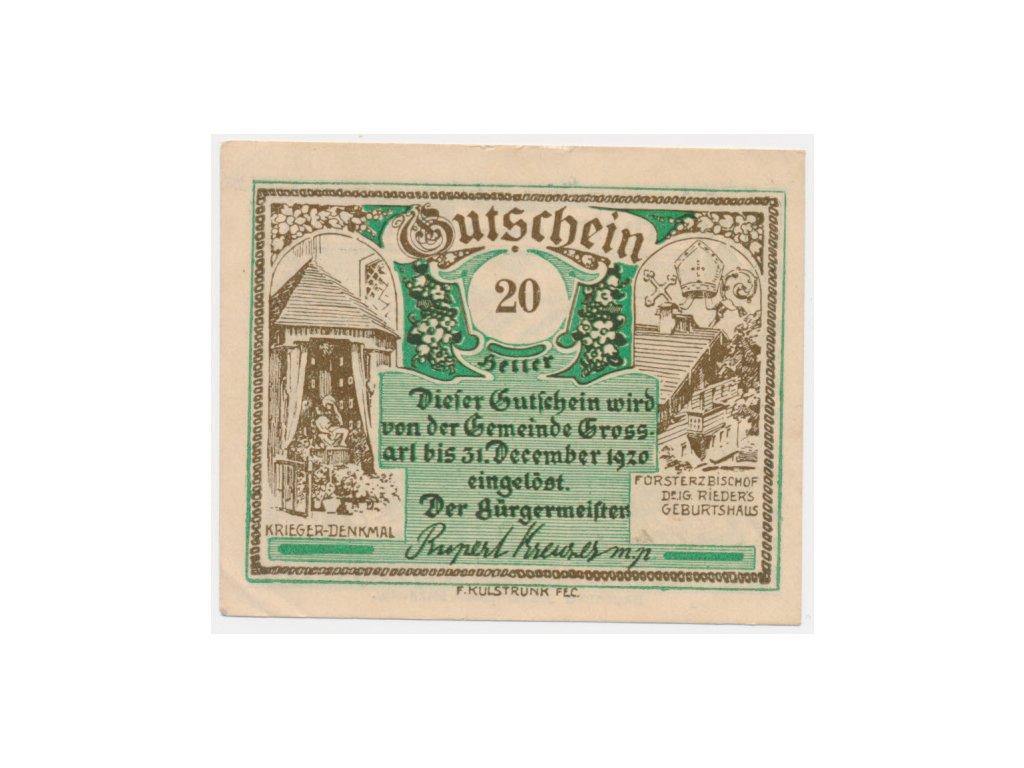 Gutschein
20
Heller
Dieser Gutschein wird
von der Gemeinde Gross-
arl bis 31. December 1920
eingelöst.
Der Bürgermeister
Rupert Kreuzer m.p
KRIEGER-DENKMAL
FÜRSTERZBISCHOF
DR. IG. RIEDER'S
GEBURTSHAUS
F. KULSTRUNK FEC.